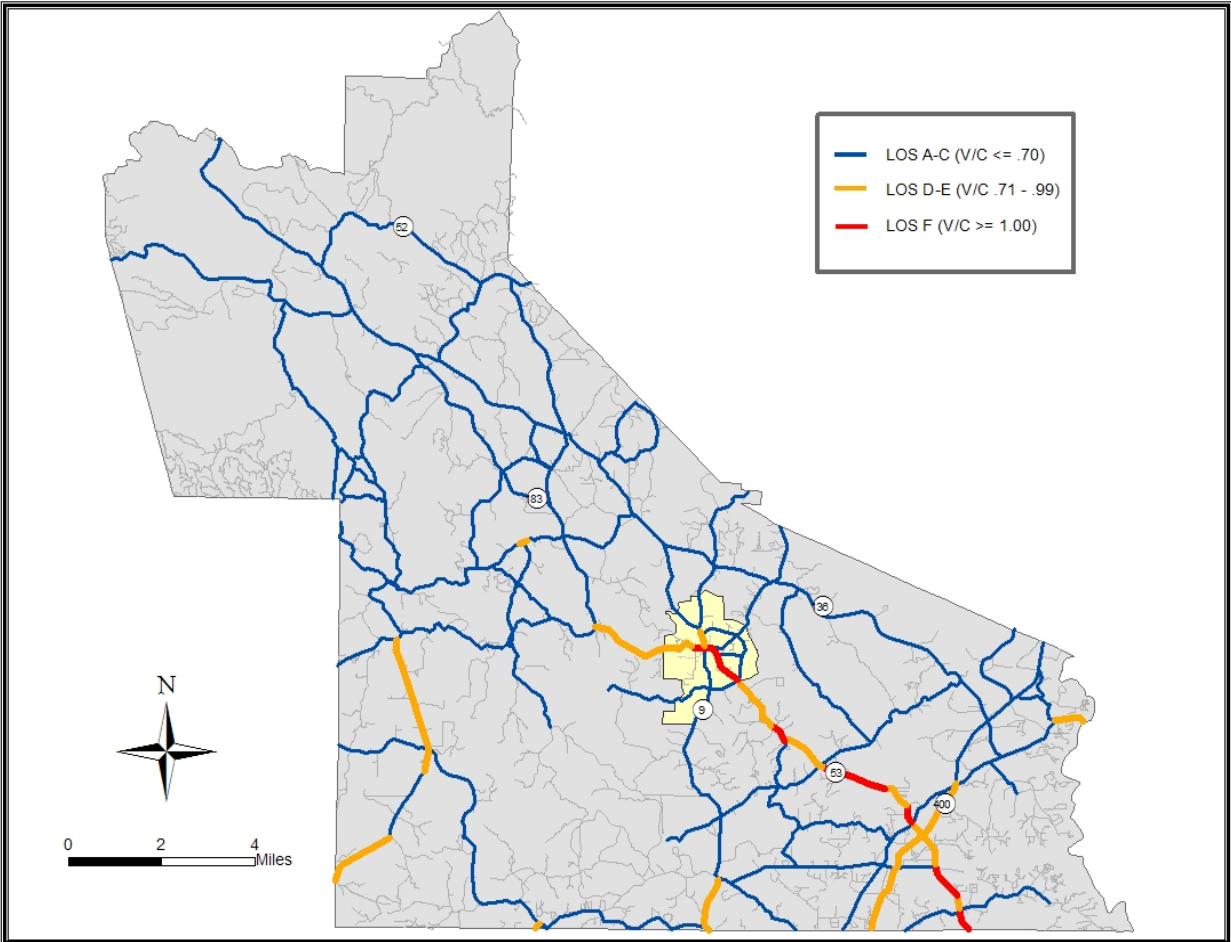 LOS A-C (V/C <= .70)
LOS D-E (V/C .71 - .99)
LOS F (V/C >= 1.00)
52
83
36
N
9
53
400
0 2 4
Miles